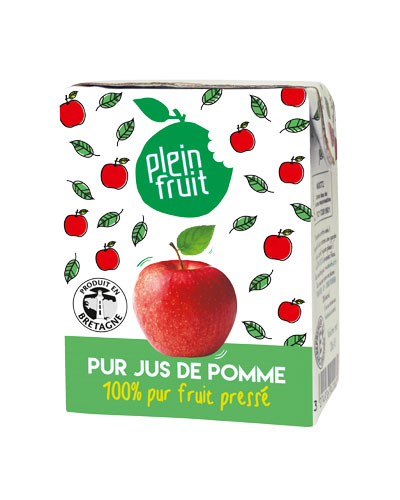 plein
fruit
PRODUIT EN
BRETAGNE
PUR JUS DE POMME
100% pur fruit pressé